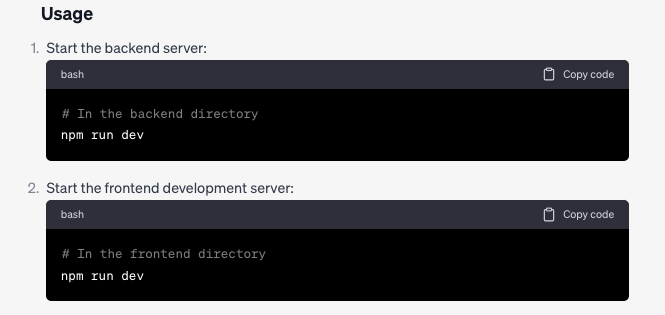 Usage
1. Start the backend server:
bash Copy code
# In the backend directory
npm run dev
2. Start the frontend development server:
bash Copy code
# In the frontend directory
npm run dev